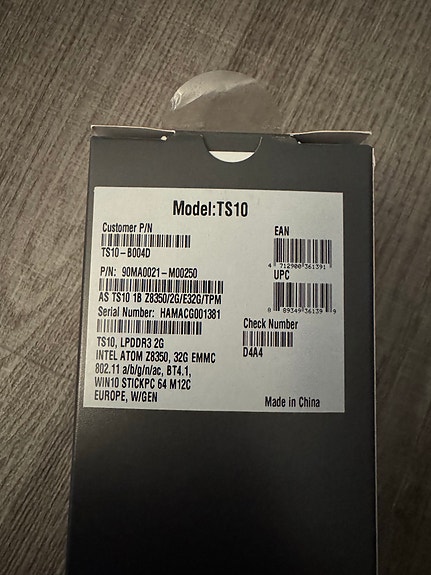 Model:TS10
Customer P/N
TS10-B004D
P/N: 90MA0021-M00250
AS TS10 1B Z8350/2G/E32G/TPM
Serial Number: HAMACG001381
TS10, LPDDR3 2G
INTEL ATOM Z8350, 32G EMMC
802.11 a/b/g/n/ac, BT4.1,
WIN10 STICKPC 64 M12C
EUROPE, W/GEN
EAN
4 712900 361391
UPC
8 89349 36139 9
Check Number
D4A4
Made in China